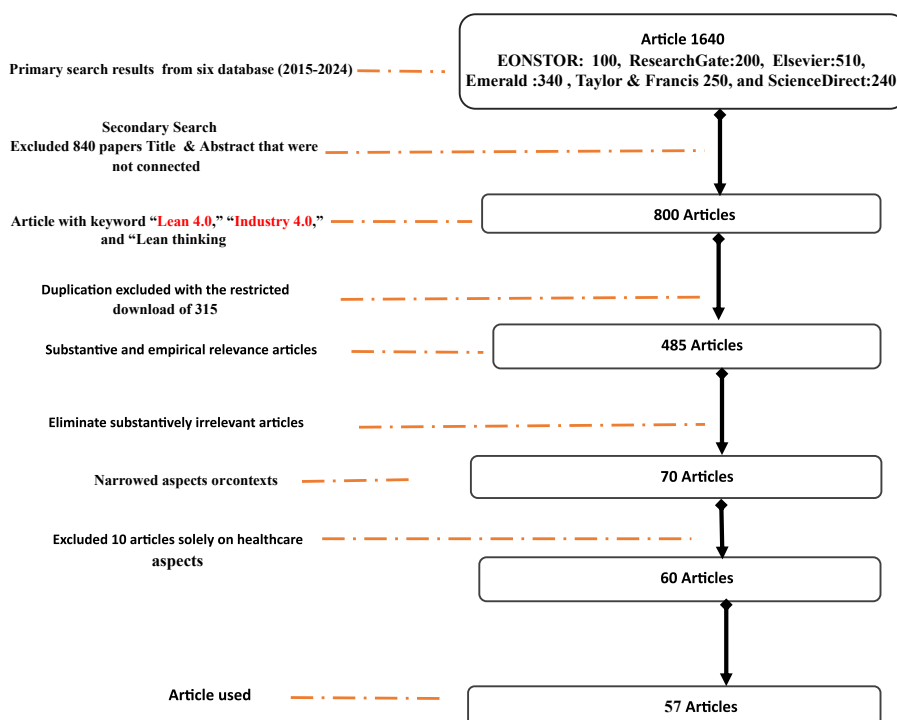 Article 1640
EONSTOR: 100, ResearchGate:200, Elsevier:510,
Emerald :340 , Taylor & Francis 250, and ScienceDirect:240
Primary search results from six database (2015-2024)
Secondary Search
Excluded 840 papers Title & Abstract that were
not connected
800 Articles
Article with keyword “Lean 4.0,” “Industry 4.0,”
and “Lean thinking
Duplication excluded with the restricted
download of 315
485 Articles
Substantive and empirical relevance articles
Eliminate substantively irrelevant articles
70 Articles
Narrowed aspects orcontexts
Excluded 10 articles solely on healthcare
aspects
60 Articles
Article used
57 Articles